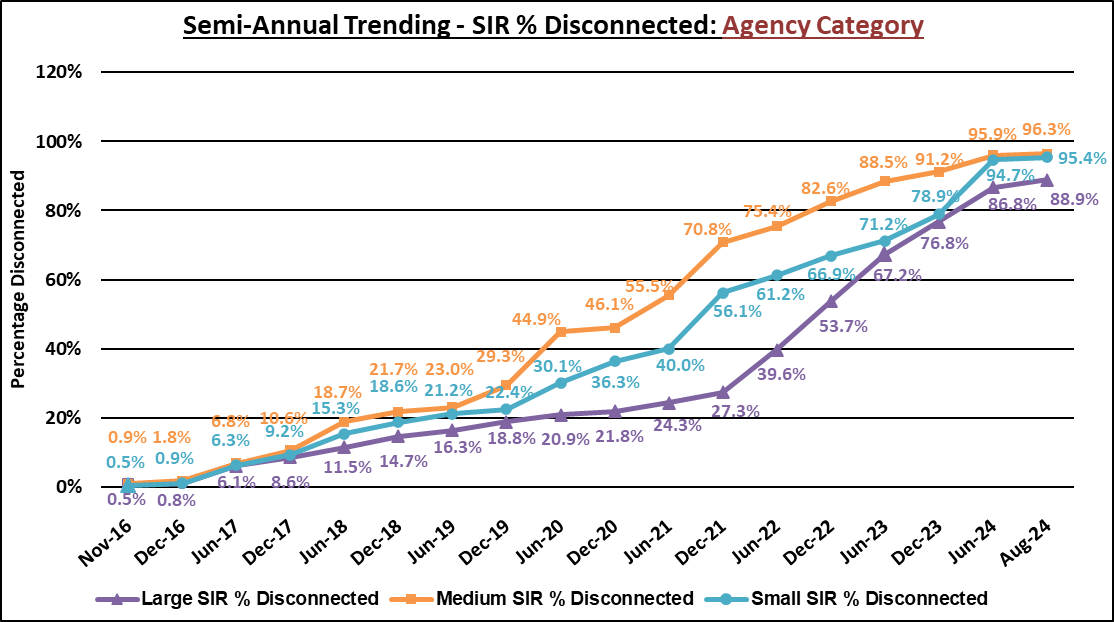 Semi-Annual Trending - SIR % Disconnected: Agency Category
Percentage Disconnected
120%
100%
80%
60%
40%
20%
0%
0.9% 1.8% 6.8% 10.6% 18.7% 21.7% 23.0% 29.3% 44.9% 46.1% 55.5% 70.8% 75.4% 82.6% 88.5% 91.2% 95.9% 96.3%
0.5% 0.9% 6.3% 9.2% 15.3% 18.6% 21.2% 22.4% 30.1% 36.3% 40.0% 56.1% 61.2% 66.9% 71.2% 78.9% 94.7% 95.4%
0.5% 0.8% 6.1% 8.6% 11.5% 14.7% 16.3% 18.8% 20.9% 21.8% 24.3% 27.3% 39.6% 53.7% 67.2% 76.8% 86.8% 88.9%
Nov-16 Dec-16 Jun-17 Dec-17 Jun-18 Dec-18 Jun-19 Dec-19 Jun-20 Dec-20 Jun-21 Dec-21 Jun-22 Dec-22 Jun-23 Dec-23 Jun-24 Aug-24
Large SIR % Disconnected Medium SIR % Disconnected Small SIR % Disconnected